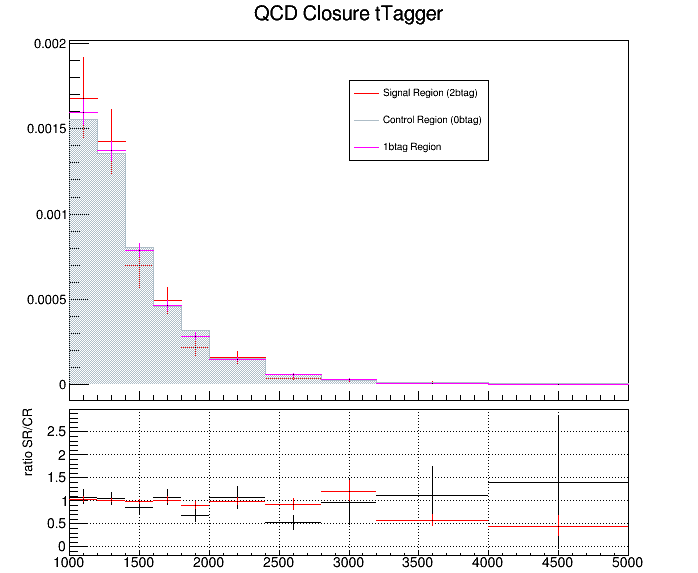 QCD Closure tTagger
0.002
0.0015
0.001
0.0005
0
Signal Region (2btag)
Control Region (0btag)
1btag Region
ratio SR/CR
2.5
2
1.5
1
0.5
0
1000 1500 2000 2500 3000 3500 4000 4500 5000